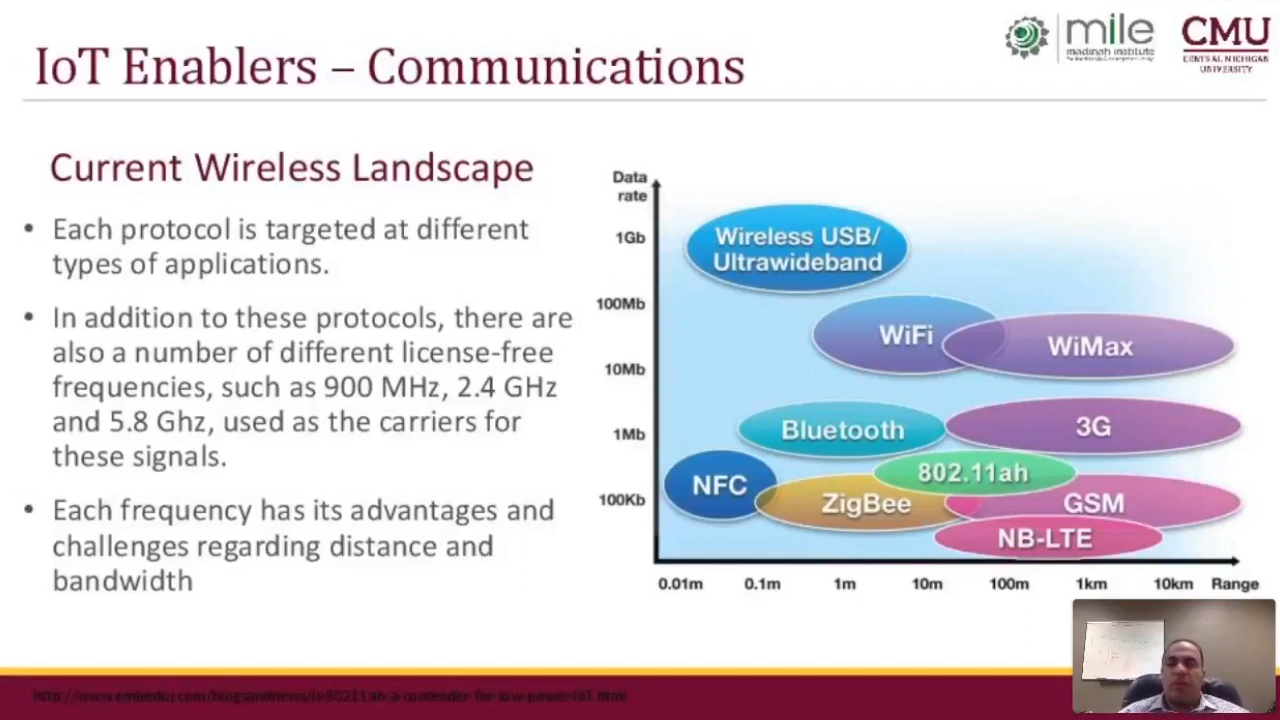 IoT Enablers – Communications
mile
madinah institute
CMU
CENTRAL MICHIGAN
UNIVERSITY
Current Wireless Landscape
• Each protocol is targeted at different
types of applications.
• In addition to these protocols, there are
also a number of different license-free
frequencies, such as 900 MHz, 2.4 GHz
and 5.8 Ghz, used as the carriers for
these signals.
• Each frequency has its advantages and
challenges regarding distance and
bandwidth
Data
rate
1Gb
100Mb
10Mb
1Mb
100Kb
Wireless USB/
Ultrawideband
WiFi
WiMax
Bluetooth
3G
802.11ah
NFC
ZigBee
GSM
NB-LTE
0.01m 0.1m 1m 10m 100m 1km 10km Range